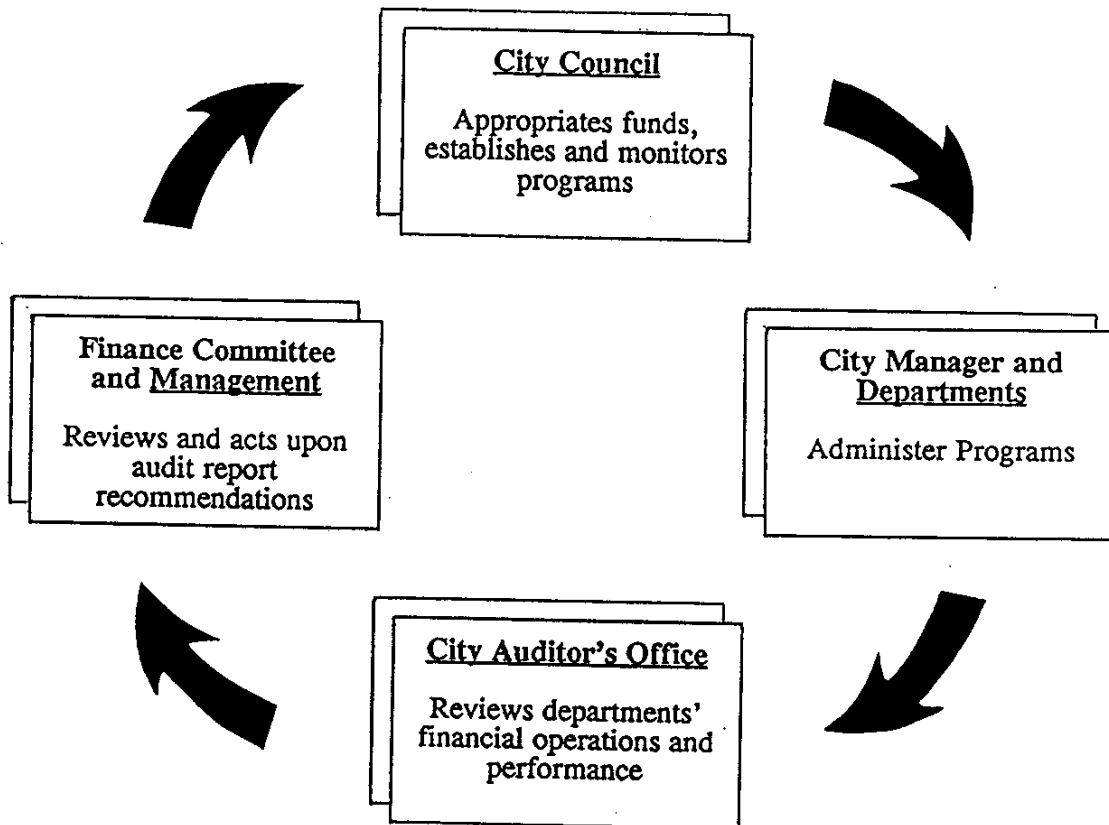 City Council
Appropriates funds,
establishes and monitors
programs
Finance Committee
and Management
Reviews and acts upon
audit report
recommendations
City Manager and
Departments
Administer Programs
City Auditor's Office
Reviews departments'
financial operations and
performance